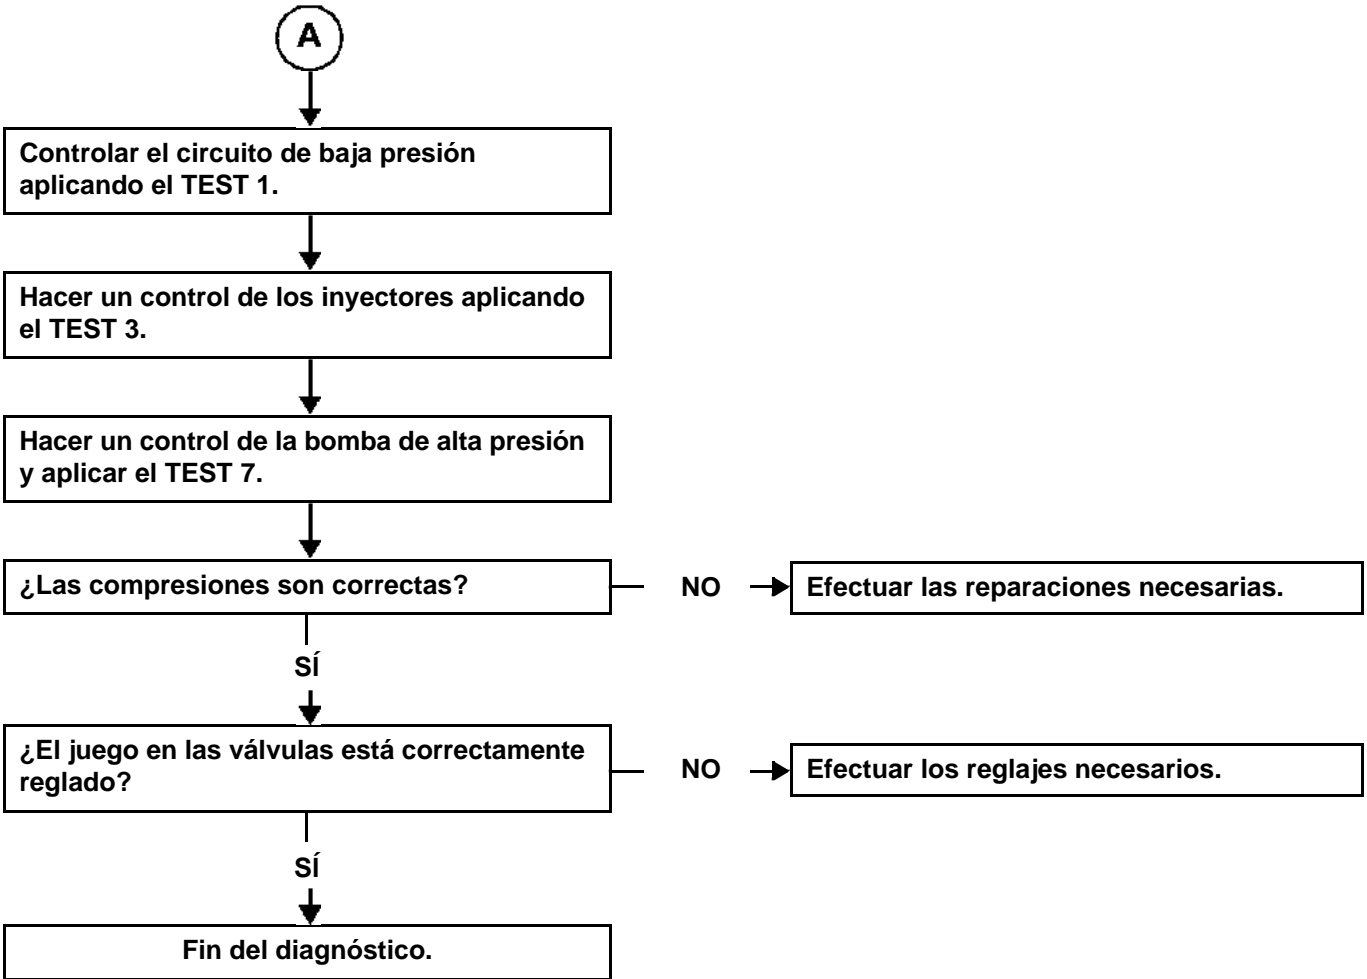 A
Controlar el circuito de baja presión
aplicando el TEST 1.
Hacer un control de los inyectores aplicando
el TEST 3.
Hacer un control de la bomba de alta presión
y aplicar el TEST 7.
¿Las compresiones son correctas?
NO
Efectuar las reparaciones necesarias.
SÍ
¿El juego en las válvulas está correctamente
reglado?
NO
Efectuar los reglajes necesarios.
SÍ
Fin del diagnóstico.